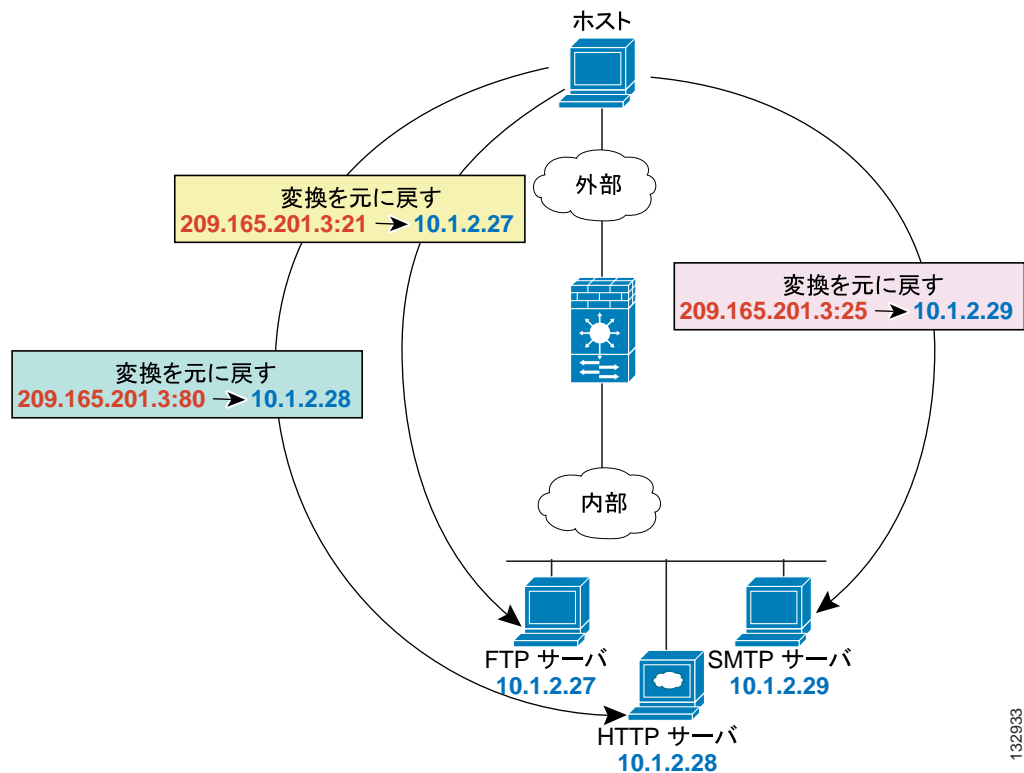 ホスト
外部
変換を元に戻す
209.165.201.3:21 → 10.1.2.27
変換を元に戻す
209.165.201.3:25 → 10.1.2.29
変換を元に戻す
209.165.201.3:80 → 10.1.2.28
内部
FTP サーバ
10.1.2.27
SMTP サーバ
10.1.2.29
HTTP サーバ
10.1.2.28
132933